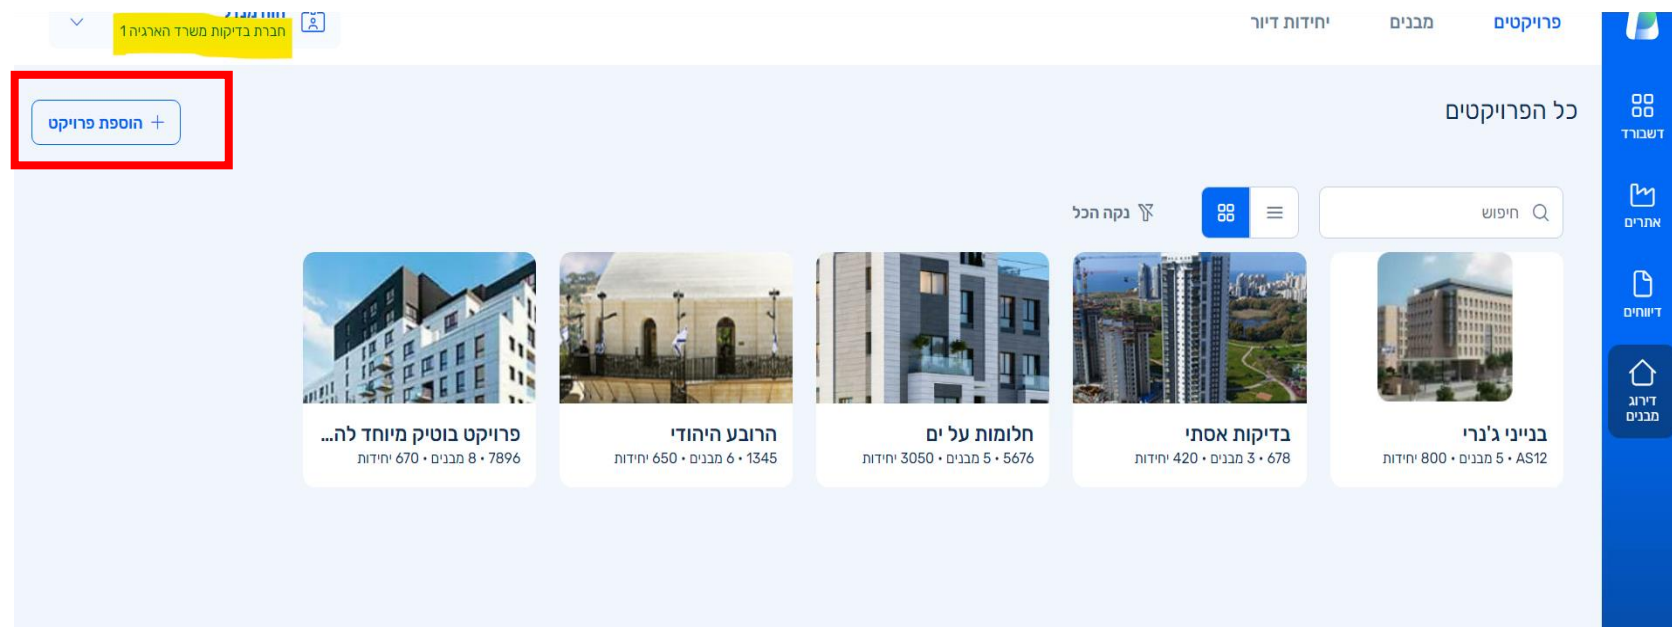 פרויקטים
מבנים
יחידות דיור
חברת בדיקות משרד הארגיה 1
דשבורד
אתרים
דיווחים
דירוג
מבנים
כל הפרויקטים
+ הוספת פרויקט
חיפוש
נקה הכל
בנייני ג'נרי
AS12 • 5 מבנים • 800 יחידות
בדיקות אסתי
678 • 3 מבנים • 420 יחידות
חלומות על ים
5676 • 5 מבנים • 3050 יחידות
הרובע היהודי
1345 • 6 מבנים • 650 יחידות
פרויקט בוטיק מיוחד לה...
7896 • 8 מבנים • 670 יחידות